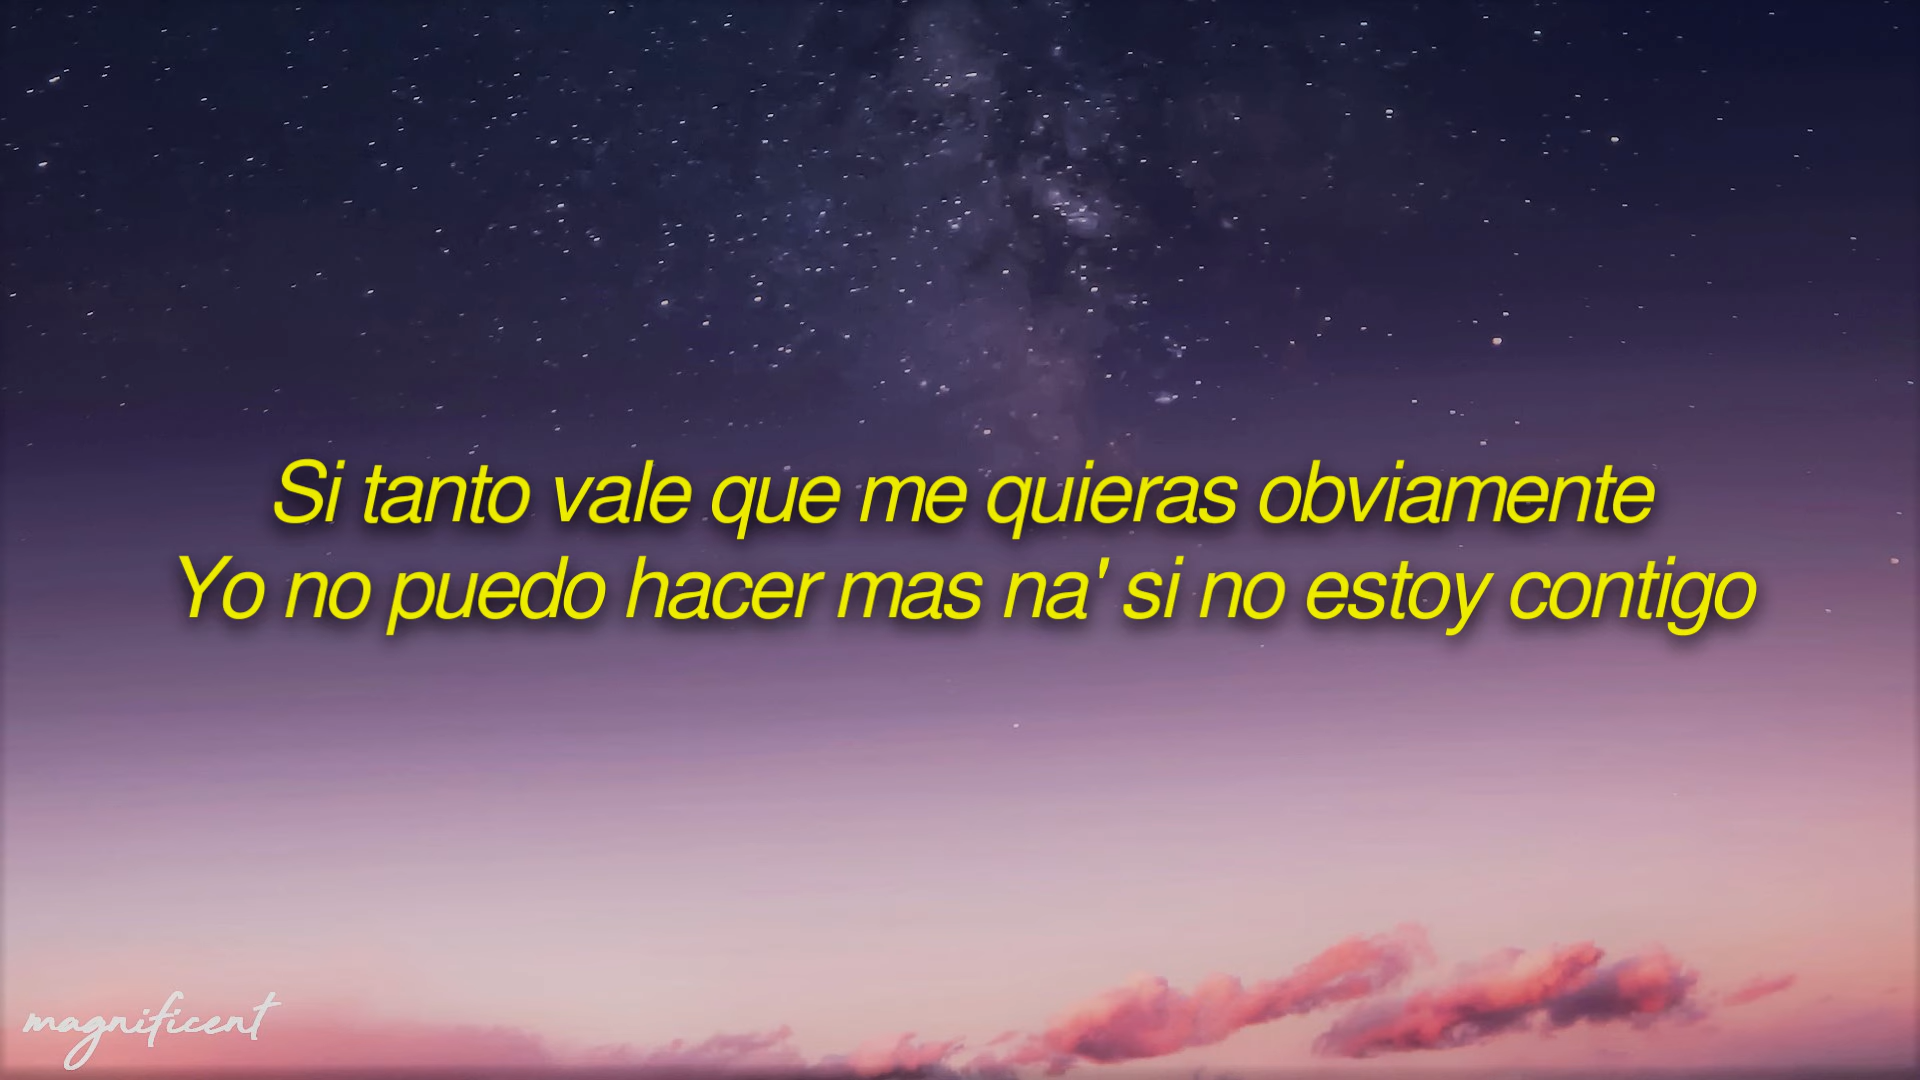 Si tanto vale que me quieras obviamente
Yo no puedo hacer mas na' si no estoy contigo
magnificent